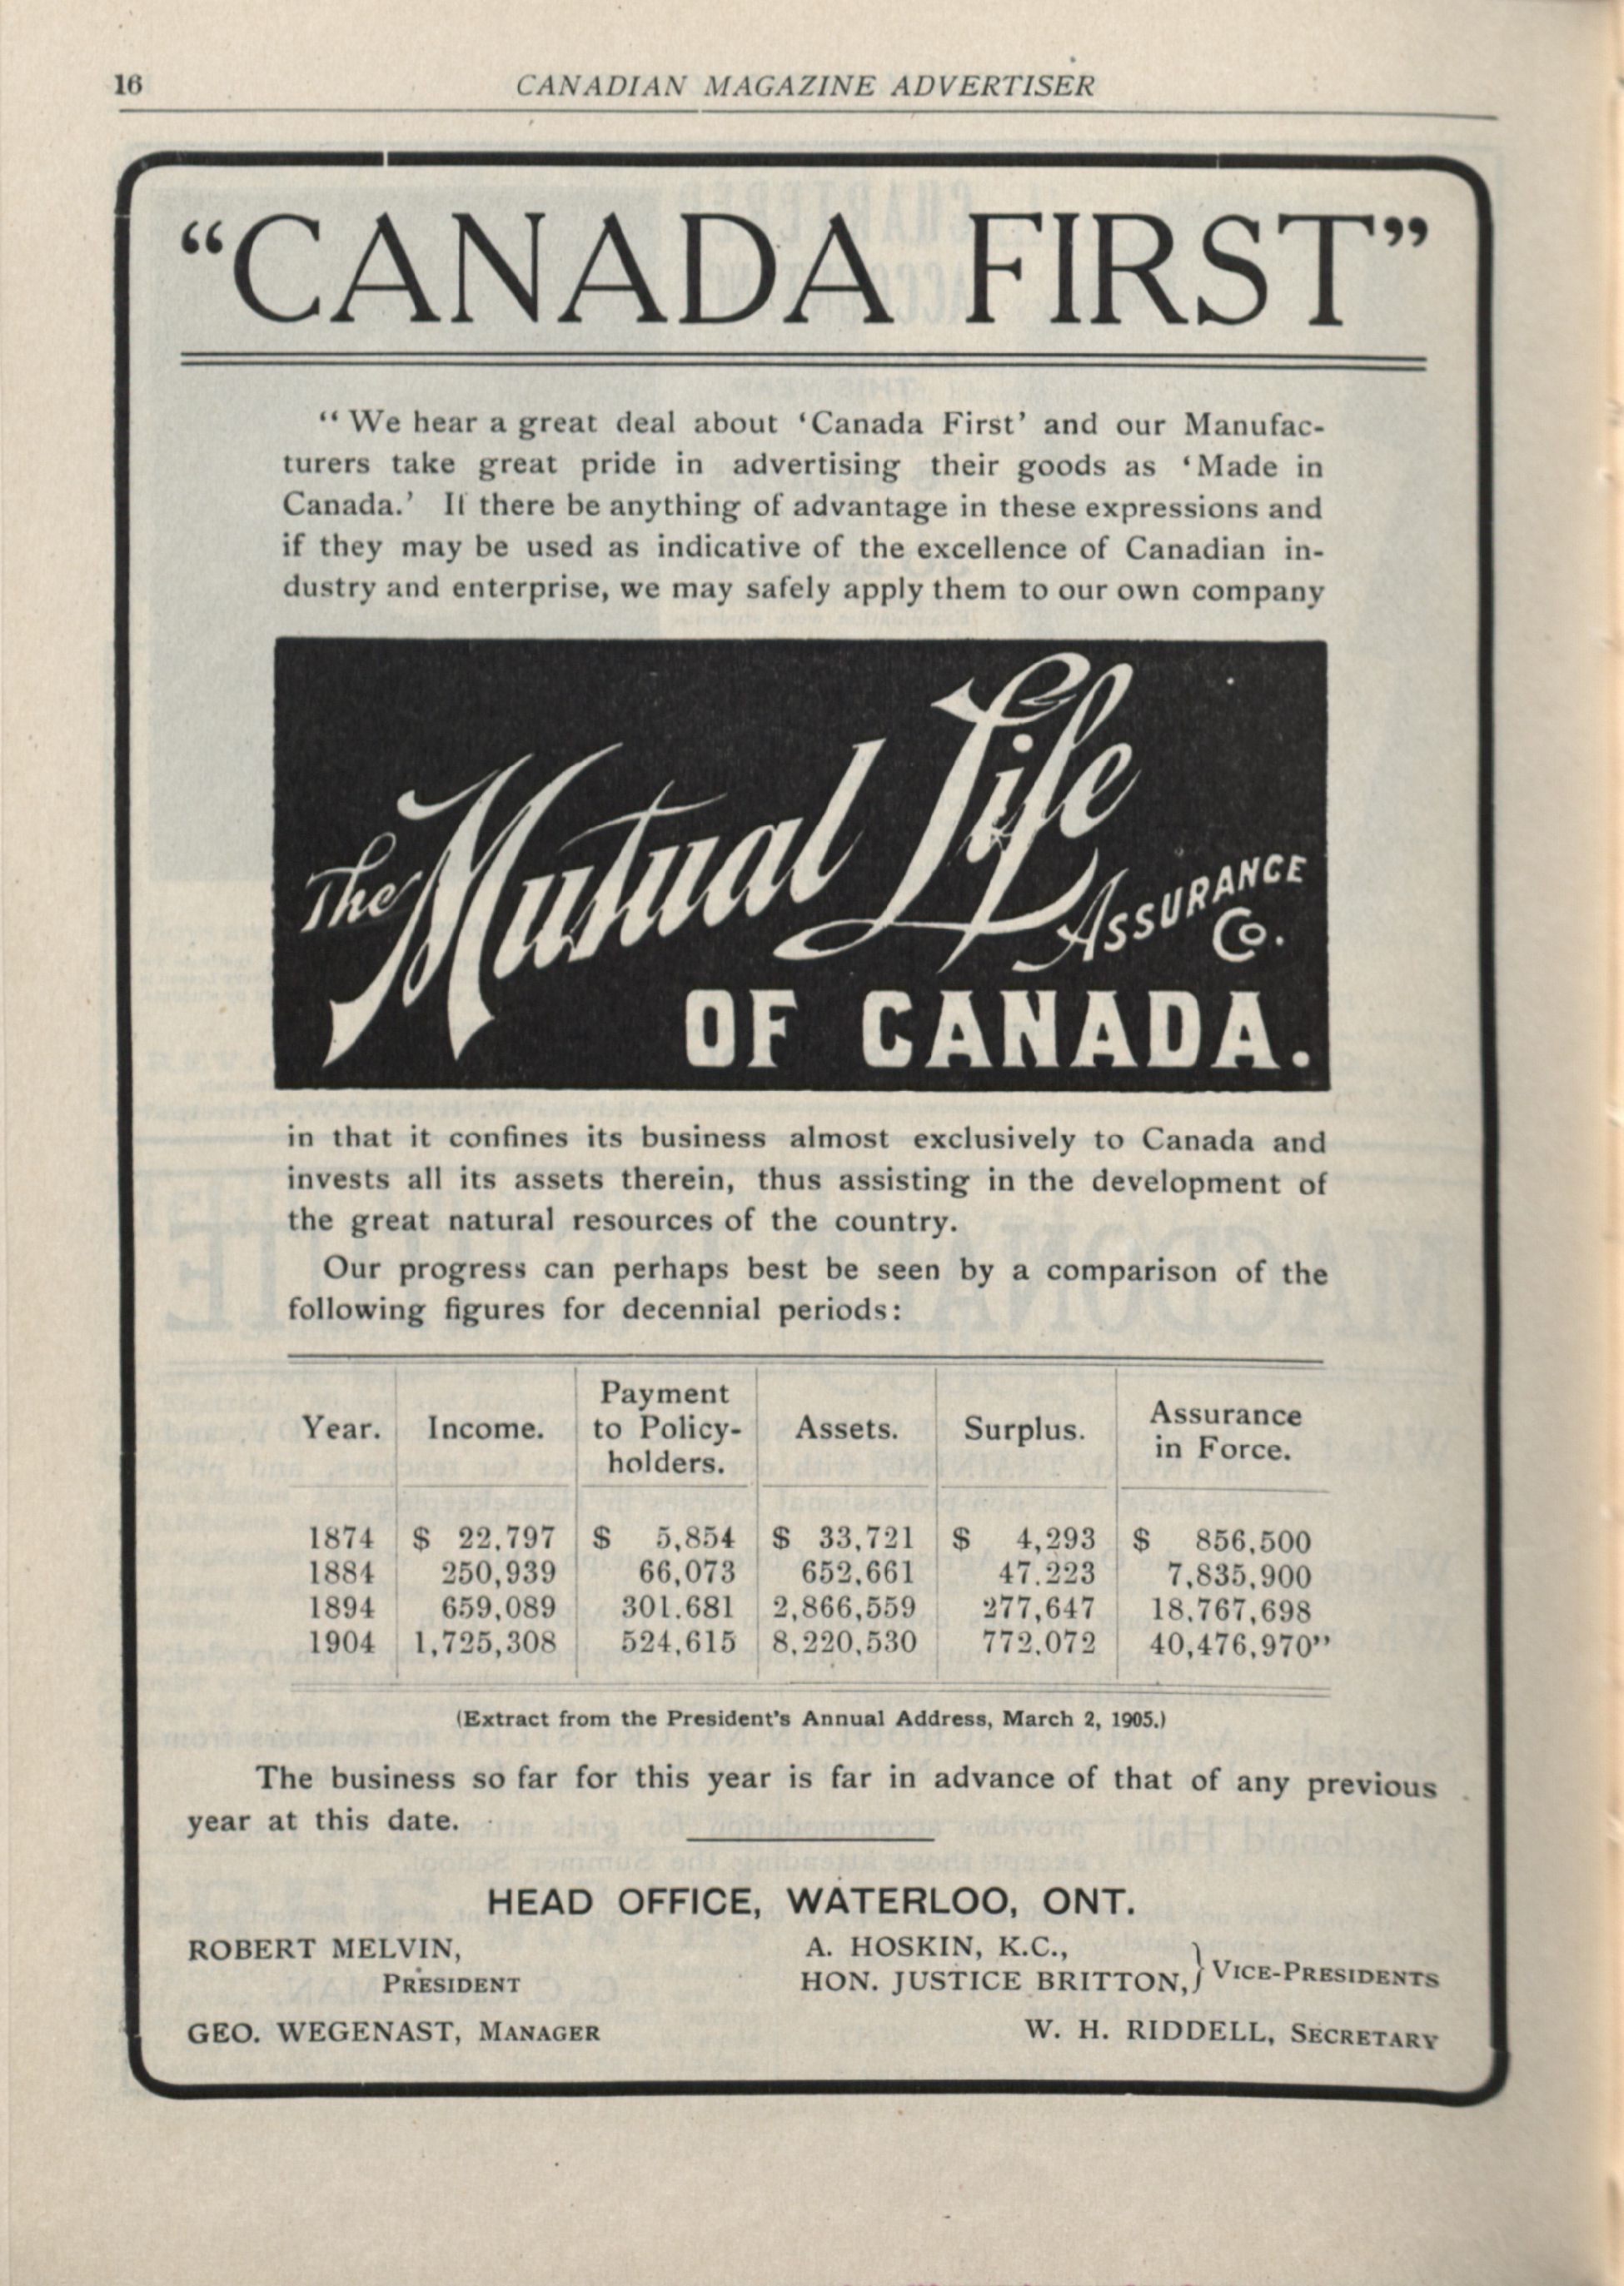 16
CANADIAN MAGAZINE ADVERTISER
“CANADA FIRST”
“We hear a great deal about ‘Canada First’ and our Manufac-
turers take great pride in advertising their goods as ‘Made in
Canada.’ If there be anything of advantage in these expressions and
if they may be used as indicative of the excellence of Canadian in-
dustry and enterprise, we may safely apply them to our own company
The Mutual Life ASSURANCE Co.
OF CANADA.
in that it confines its business almost exclusively to Canada and
invests all its assets therein, thus assisting in the development of
the great natural resources of the country.
Our progress can perhaps best be seen by a comparison of the
following figures for decennial periods:
Year. Income. Payment to Policy-holders. Assets. Surplus. Assurance in Force.
1874 $ 22,797 $ 5,854 $ 33,721 $ 4,293 $ 856,500
1884 250,939 66,073 652,661 47.223 7,835,900
1894 659,089 301.681 2,866,559 277,647 18,767,698
1904 1,725,308 524,615 8,220,530 772,072 40,476,970”
(Extract from the President's Annual Address, March 2, 1905.)
The business so far for this year is far in advance of that of any previous
year at this date.
HEAD OFFICE, WATERLOO, ONT.
ROBERT MELVIN,
PRESIDENT
A. HOSKIN, K.C.,
HON. JUSTICE BRITTON, } VICE-PRESIDENTS
GEO. WEGENAST, MANAGER
W. H. RIDDELL, SECRETARY